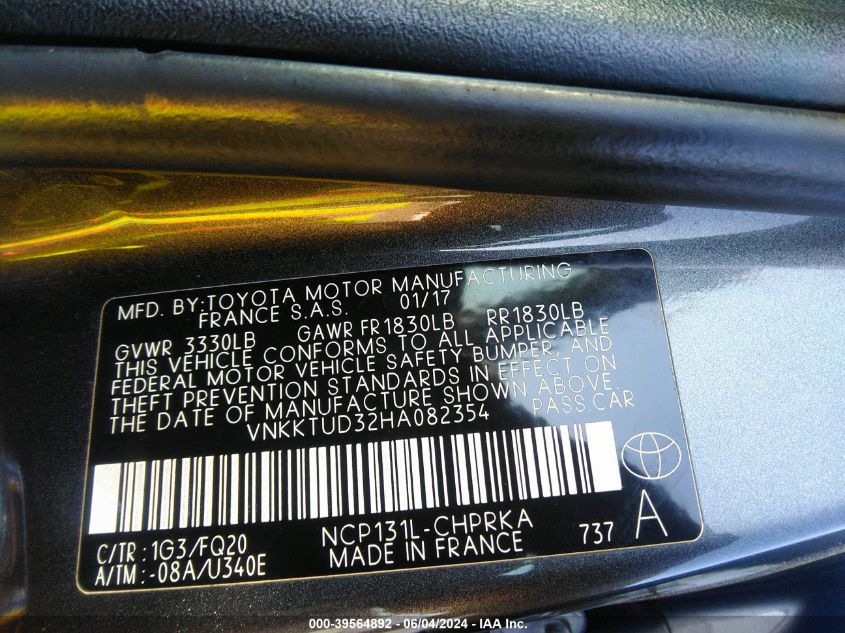 MFD. BY:TOYOTA MOTOR MANUFACTURING
FRANCE S.A.S. 01/17
GVWR 3330LB GAWR FR1830LB RR1830LB
THIS VEHICLE CONFORMS TO ALL APPLICABLE
FEDERAL MOTOR VEHICLE SAFETY BUMPER, AND
THEFT PREVENTION STANDARDS IN EFFECT ON
THE DATE OF MANUFACTURE SHOWN ABOVE.
VNKKTUD32HA082354 PASS.CAR
C/TR: 1G3/FQ20 NCP131L-CHPRKA 737 A
A/TM: -08A/U340E MADE IN FRANCE
000-39564892 - 06/04/2024 - IAA Inc.